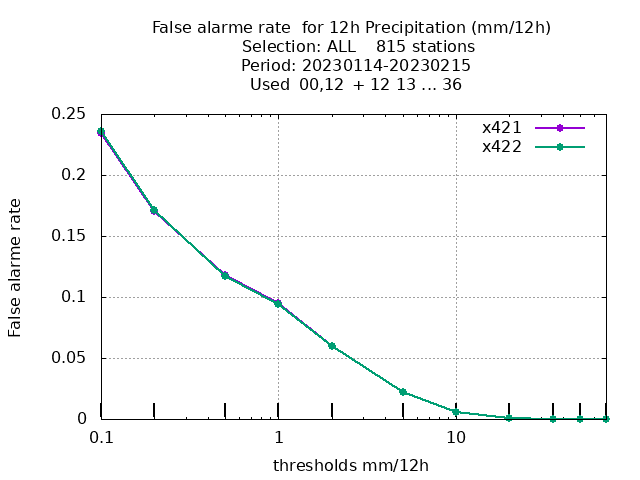 False alarme rate  for 12h Precipitation (mm/12h)
Selection: ALL    815 stations
Period: 20230114-20230215
Used  00,12  + 12 13 ... 36
0.25
x421
x422
0.2
0.15
False alarme rate
0.1
0.05
0
0.1
1
10
thresholds mm/12h